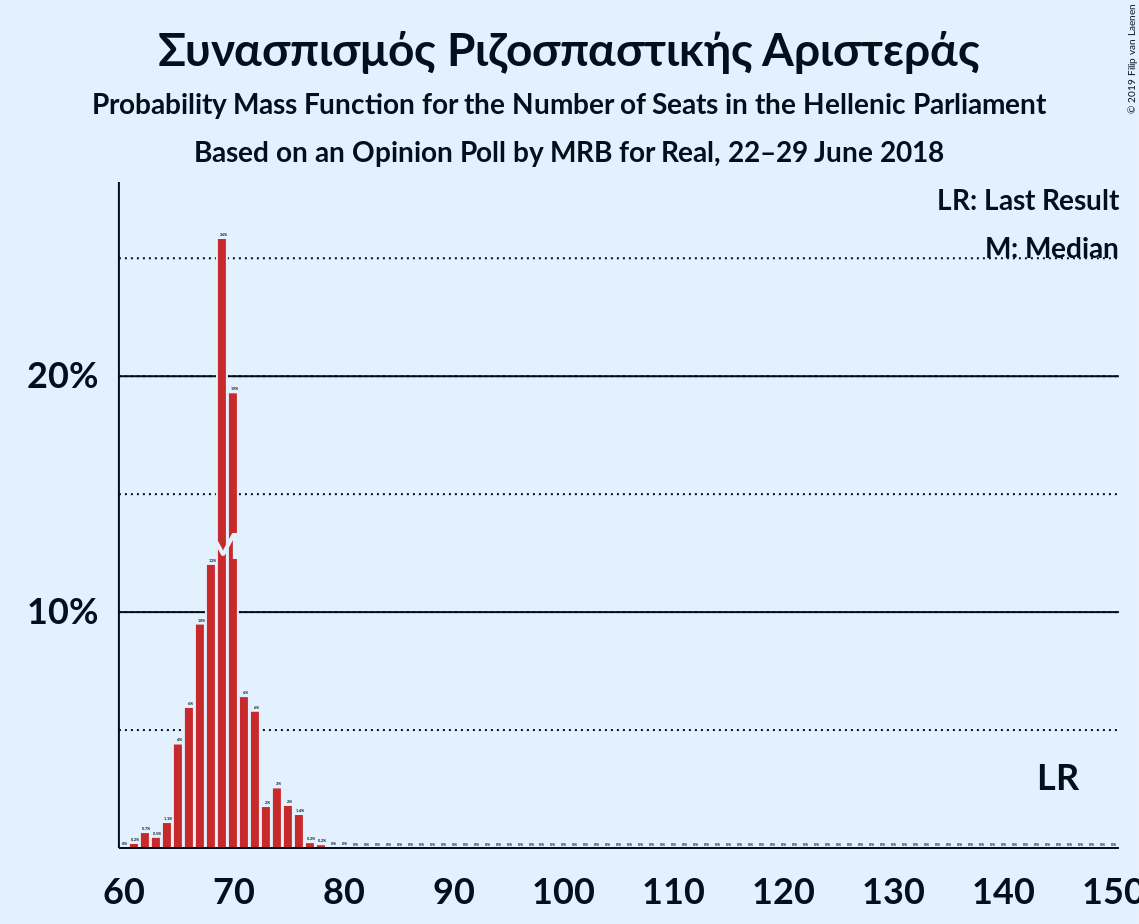 Συνασπισμός Ριζοσπαστικής Αριστεράς
Probability Mass Function for the Number of Seats in the Hellenic Parliament
Based on an Opinion Poll by MRB for Real, 22–29 June 2018
© 2019 Filip van Laenen
LR: Last Result
M: Median
20%
10%
M
LR
60 70 80 90 100 110 120 130 140 150